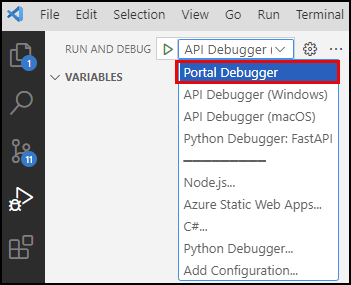 File Edit Selection View Go Run Terminal
RUN AND DEBUG API Debugger (
VARIABLES
Portal Debugger
API Debugger (Windows)
API Debugger (macOS)
Python Debugger: FastAPI
Node.js...
Azure Static Web Apps...
C#...
Python Debugger...
Add Configuration...
1
11